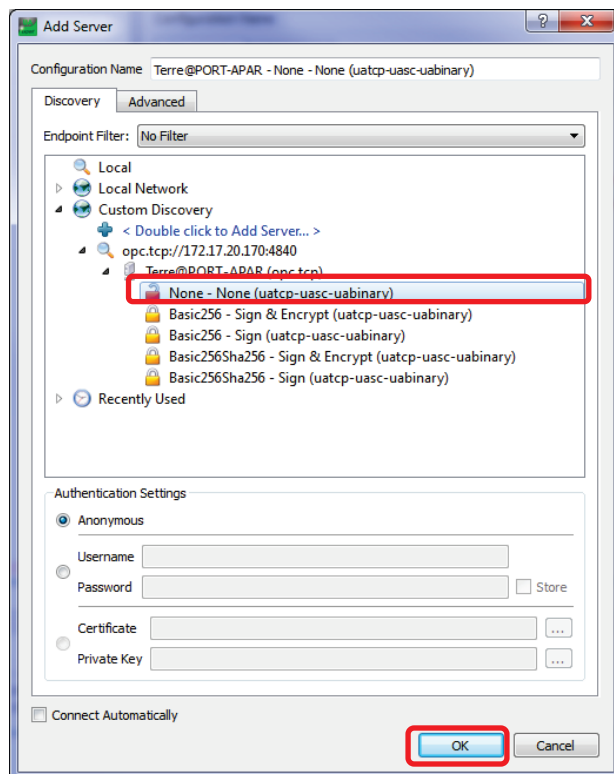 Add Server
Configuration Name Terre@PORT-APAR - None - None (uatcp-uasc-uabinary)
Discovery Advanced
Endpoint Filter: No Filter
Local
Local Network
Custom Discovery
< Double click to Add Server... >
opc.tcp://172.17.20.170:4840
Terre@PORT-APAR (opc.tcp)
None - None (uatcp-uasc-uabinary)
Basic256 - Sign & Encrypt (uatcp-uasc-uabinary)
Basic256 - Sign (uatcp-uasc-uabinary)
Basic256Sha256 - Sign & Encrypt (uatcp-uasc-uabinary)
Basic256Sha256 - Sign (uatcp-uasc-uabinary)
Recently Used
Authentication Settings
Anonymous
Username
Password Store
Certificate ...
Private Key ...
Connect Automatically
OK Cancel